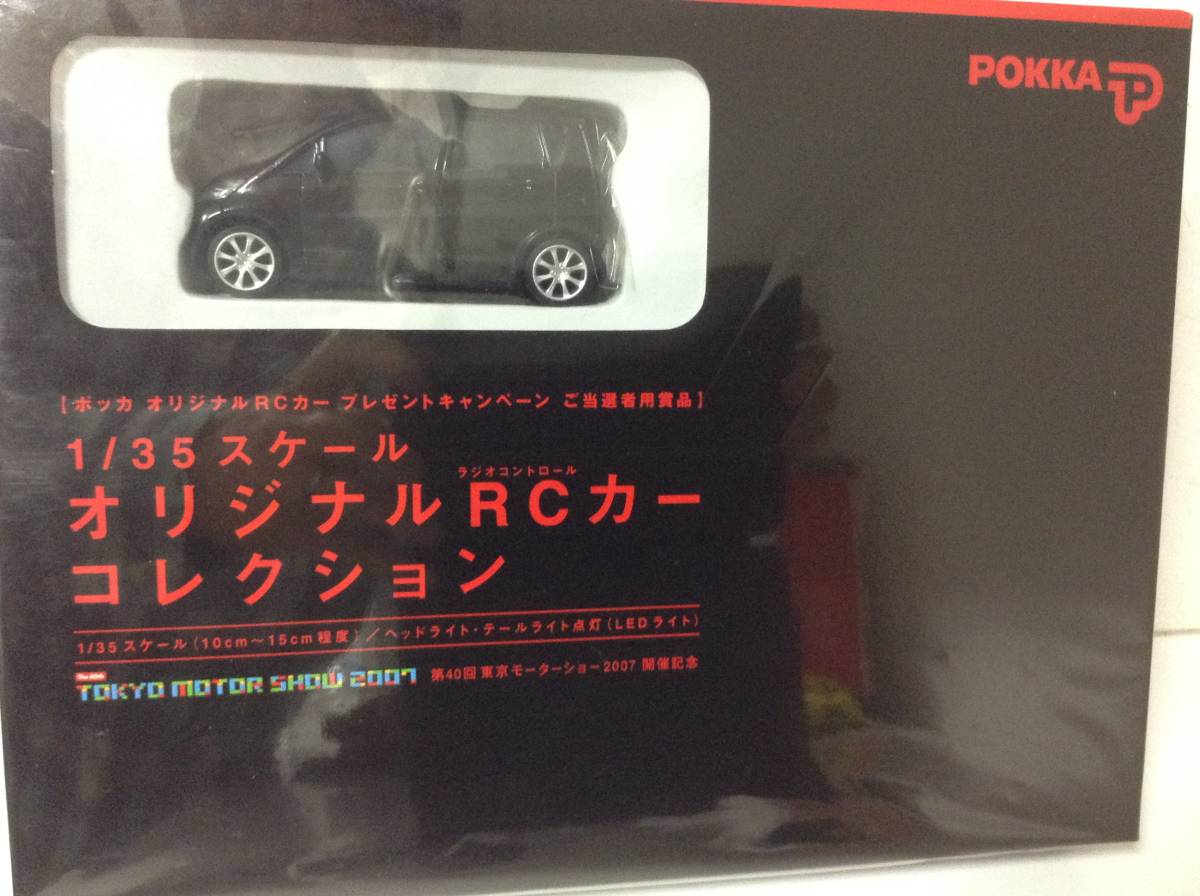 POKKA
【ポッカ オリジナルRCカー プレゼントキャンペーン ご当選者用賞品】
1/35スケール
ラジオコントロール
オリジナルRCカー
コレクション
1/35スケール(10cm～15cm程度)／ヘッドライト・テールライト点灯(LEDライト)
The 40th
TOKYO MOTOR SHOW 2007 第40回 東京モーターショー2007 開催記念